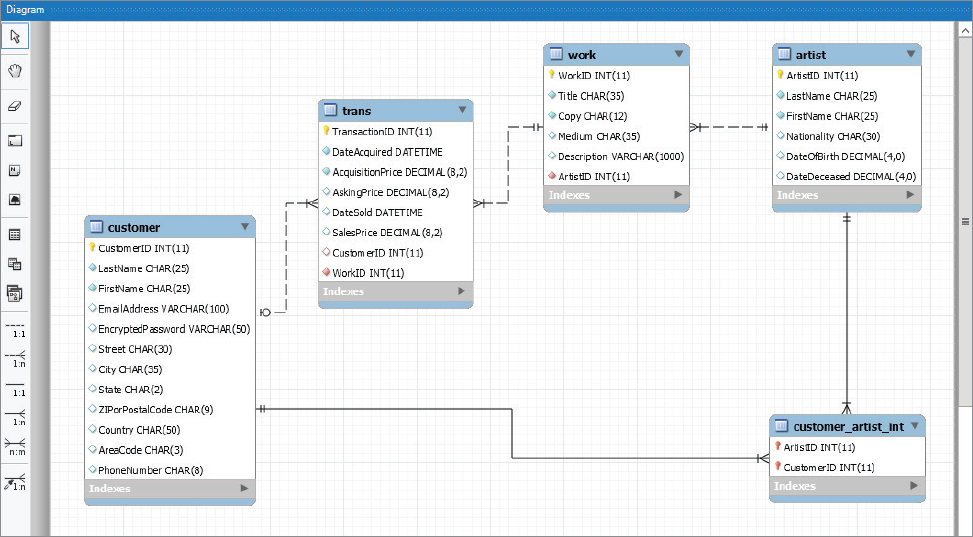 Diagram
work
WorkID INT(11)
Title CHAR(35)
Copy CHAR(12)
Medium CHAR(35)
Description VARCHAR(1000)
ArtistID INT(11)
Indexes
artist
ArtistID INT(11)
LastName CHAR(25)
FirstName CHAR(25)
Nationality CHAR(30)
DateOfBirth DECIMAL(4,0)
DateDeceased DECIMAL(4,0)
Indexes
trans
TransactionID INT(11)
DateAcquired DATETIME
AcquisitionPrice DECIMAL(8,2)
AskingPrice DECIMAL(8,2)
DateSold DATETIME
SalesPrice DECIMAL(8,2)
CustomerID INT(11)
WorkID INT(11)
Indexes
customer
CustomerID INT(11)
LastName CHAR(25)
FirstName CHAR(25)
EmailAddress VARCHAR(100)
EncryptedPassword VARCHAR(50)
Street CHAR(30)
City CHAR(35)
State CHAR(2)
ZIPorPostalCode CHAR(9)
Country CHAR(50)
AreaCode CHAR(3)
PhoneNumber CHAR(8)
Indexes
customer_artist_int
ArtistID INT(11)
CustomerID INT(11)
Indexes
1:1
1:n
1:1
1:n
n:m
1:n